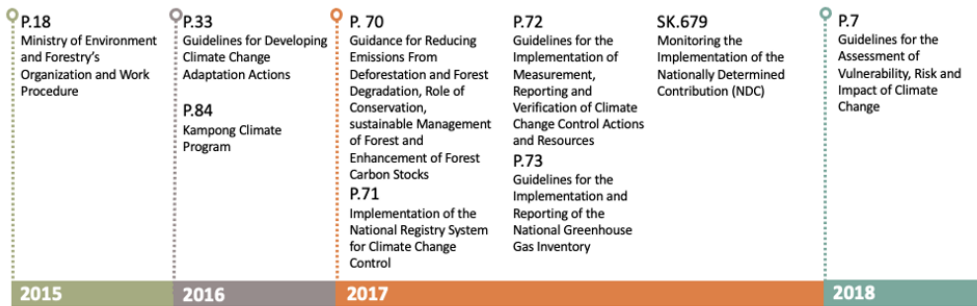 P.18
Ministry of Environment
and Forestry's
Organization and Work
Procedure
P.33
Guidelines for Developing
Climate Change
Adaptation Actions
P.84
Kampong Climate
Program
P. 70
Guidance for Reducing
Emissions From
Deforestation and Forest
Degradation, Role of
Conservation,
sustainable Management
of Forest and
Enhancement of Forest
Carbon Stocks
P.71
Implementation of the
National Registry System
for Climate Change
Control
P.72
Guidelines for the
Implementation of
Measurement,
Reporting and
Verification of Climate
Change Control Actions
and Resources
P.73
Guidelines for the
Implementation and
Reporting of the
National Greenhouse
Gas Inventory
SK.679
Monitoring the
Implementation of the
Nationally Determined
Contribution (NDC)
P.7
Guidelines for the
Assessment of
Vulnerability, Risk and
Impact of Climate
Change
2015
2016
2017
2018